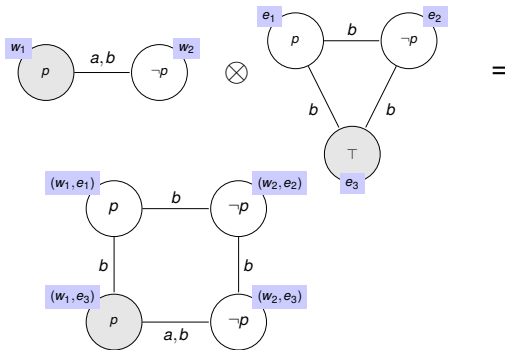 w₁ w₂ e₁ e₂
p a,b ¬p ⊗ p b ¬p =
b b
⊤
e₃
(w₁,e₁) (w₂,e₂)
p b ¬p
b b
(w₁,e₃) (w₂,e₃)
p a,b ¬p